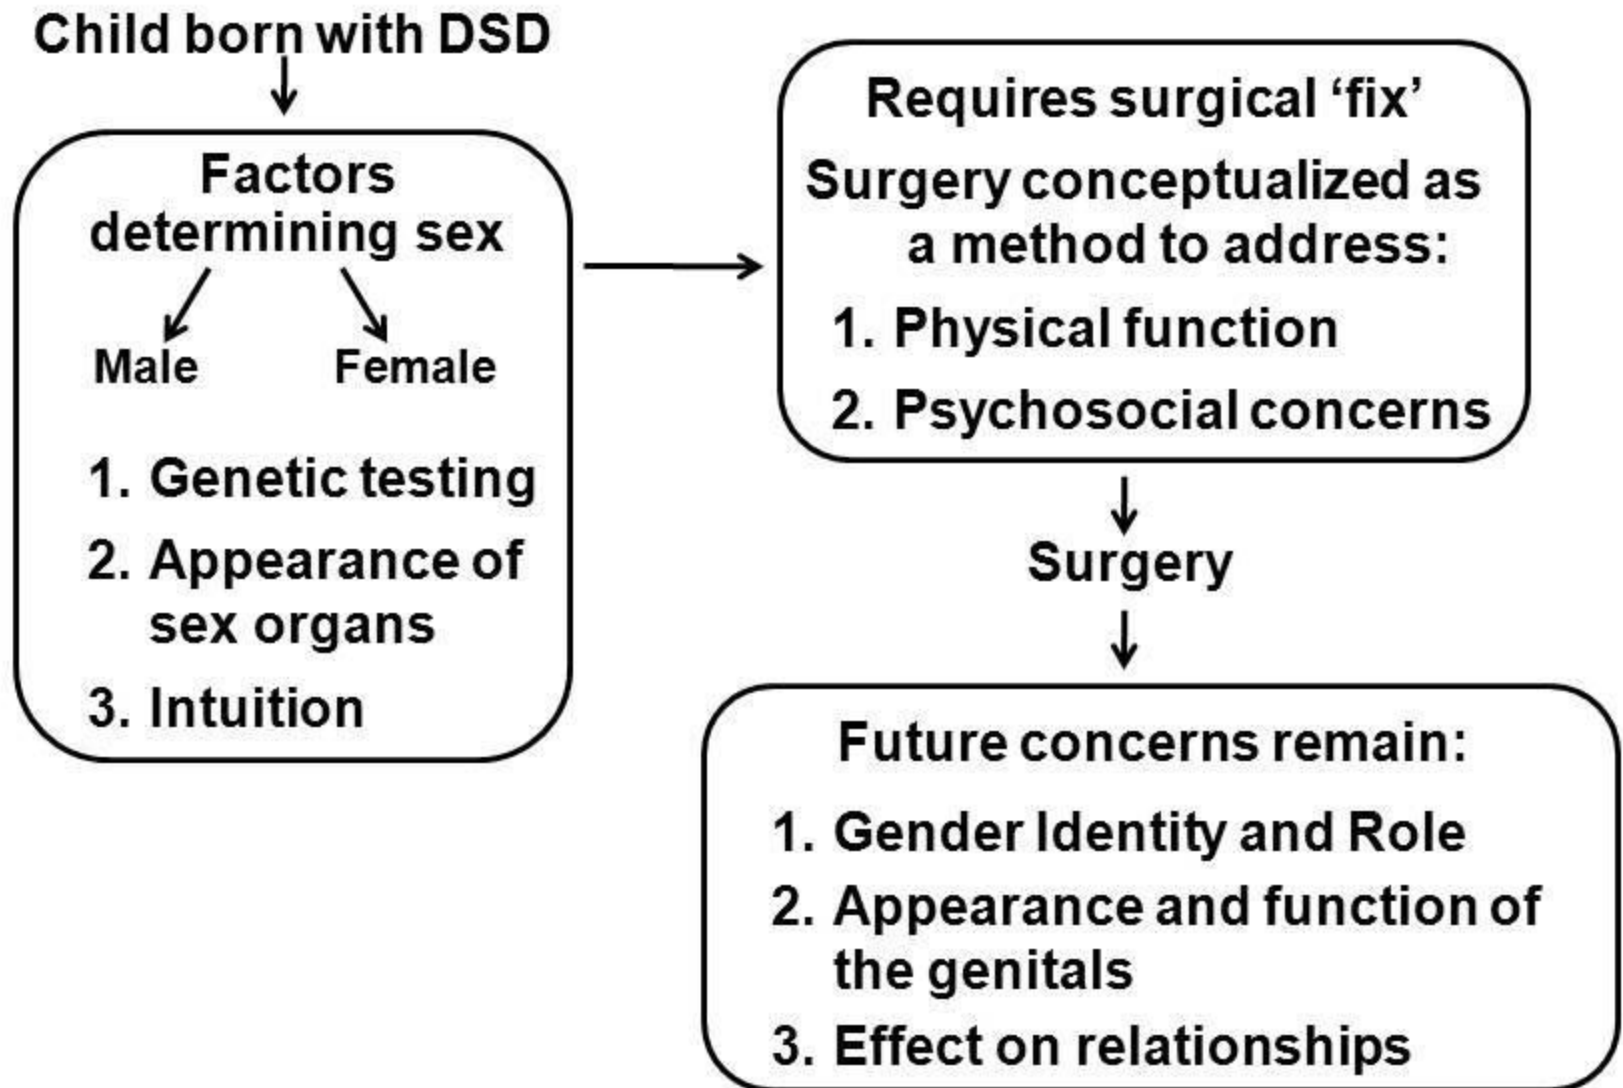 Child born with DSD
Factors
determining sex
Male
Female
1. Genetic testing
2. Appearance of
sex organs
3. Intuition
Requires surgical ‘fix’
Surgery conceptualized as
a method to address:
1. Physical function
2. Psychosocial concerns
Surgery
Future concerns remain:
1. Gender Identity and Role
2. Appearance and function of
the genitals
3. Effect on relationships